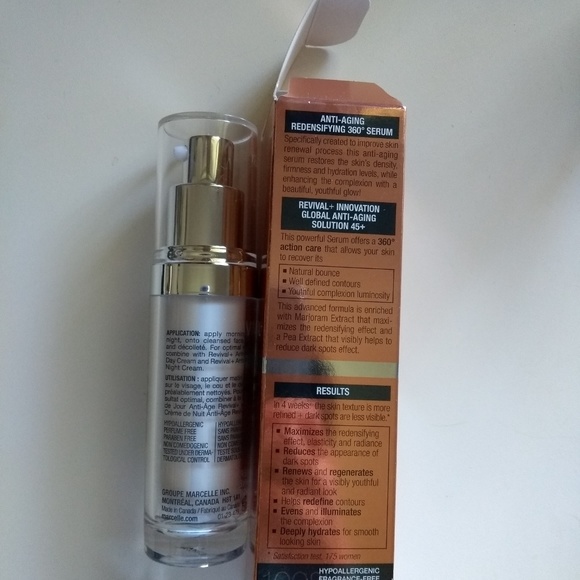 ANTI-AGING
REDENSIFYING 360° SERUM
Specifically created to improve skin
renewal process this anti-aging
serum restores the skin's density,
firmness and hydration levels, while
enhancing the complexion with a
beautiful, youthful glow!
REVIVAL+ INNOVATION
GLOBAL ANTI-AGING
SOLUTION 45+
This powerful Serum offers a 360°
action care that allows your skin
to recover its
▪ Natural bounce
▪ Well defined contours
▪ Youthful complexion luminosity
This advanced formula is enriched
with Marjoram Extract that maxi-
mizes the redensifying effect and
a Pea Extract that visibly helps to
reduce dark spots effect.
RESULTS
In 4 weeks: the skin texture is more
refined + dark spots are less visible.*
▪ Maximizes the redensifying
effect, elasticity and radiance
▪ Reduces the appearance of
dark spots
▪ Renews and regenerates
the skin for a visibly youthful
and radiant look
▪ Helps redefine contours
▪ Evens and illuminates
the complexion
▪ Deeply hydrates for smooth
looking skin
* Satisfaction test, 175 women
HYPOALLERGENIC
FRAGRANCE-FREE
APPLICATION: apply
night, onto cleansed
and décolleté. For optimal
combine with Revival+
Day Cream and Revival+
Night Cream.
UTILISATION : appliquer
sur le visage, le cou et le
préalablement nettoyés.
sultat optimal, combiner à
de Jour Anti-Âge
Crème de Nuit Anti-Âge
HYPOALLERGENIC
PERFUME FREE
PARABEN FREE
NON COMEDOGENIC
TESTED UNDER DERMA-
TOLOGICAL CONTROL
GROUPE MARCELLE INC.
MONTRÉAL, CANADA
Made in Canada / Fabriqué au
marcelle.com